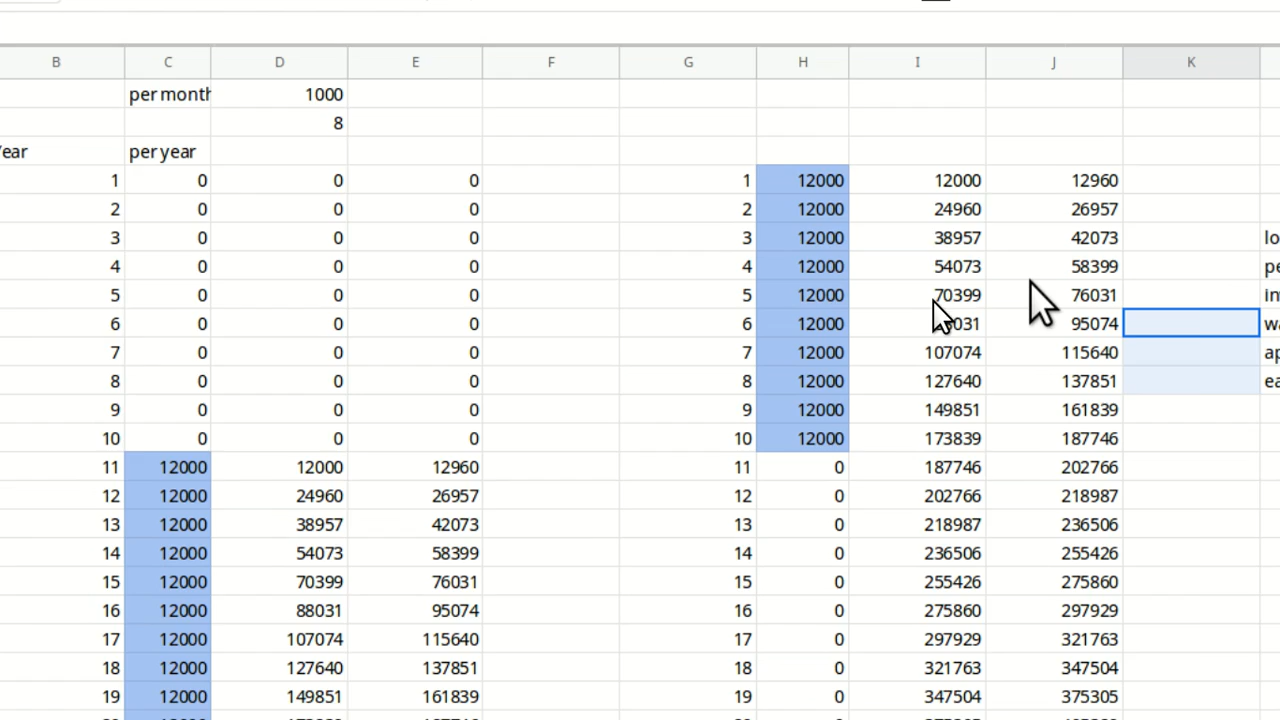 B C D E F G H I J K
per month 1000
8
per year
1 0 0 0 1 12000 12000 12960
2 0 0 0 2 12000 24960 26957
3 0 0 0 3 12000 38957 42073
4 0 0 0 4 12000 54073 58399
5 0 0 0 5 12000 70399 76031
6 0 0 0 6 12000 95074
7 0 0 0 7 12000 107074 115640
8 0 0 0 8 12000 127640 137851
9 0 0 0 9 12000 149851 161839
10 0 0 0 10 12000 173839 187746
11 12000 12000 12960 11 0 187746 202766
12 12000 24960 26957 12 0 202766 218987
13 12000 38957 42073 13 0 218987 236506
14 12000 54073 58399 14 0 236506 255426
15 12000 70399 76031 15 0 255426 275860
16 12000 88031 95074 16 0 275860 297929
17 12000 107074 115640 17 0 297929 321763
18 12000 127640 137851 18 0 321763 347504
19 12000 149851 161839 19 0 347504 375305